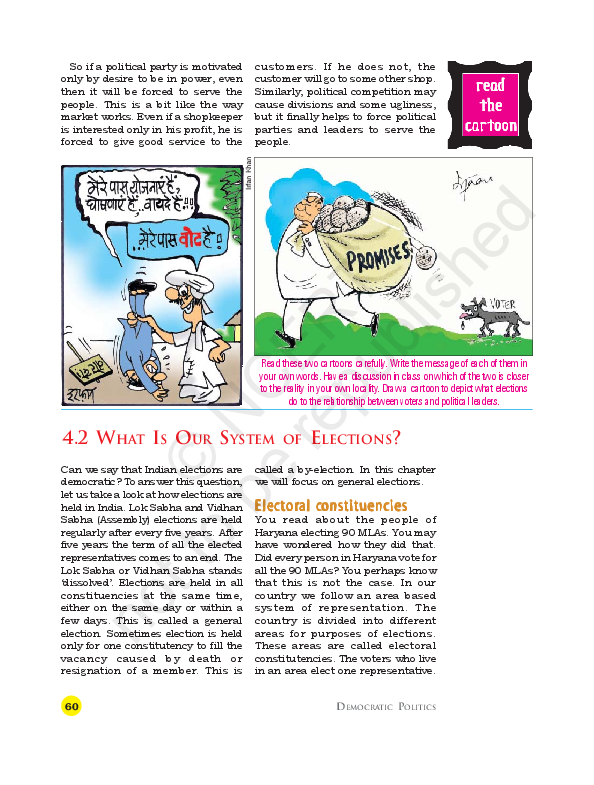 So if a political party is motivated
only by desire to be in power, even
then it will be forced to serve the
people. This is a bit like the way
market works. Even if a shopkeeper
is interested only in his profit, he is
forced to give good service to the
customers. If he does not, the
customer will go to some other shop.
Similarly, political competition may
cause divisions and some ugliness,
but it finally helps to force political
parties and leaders to serve the
people.
read
the
cartoon
मेरे पास योजनाएं हैं,
घोषणाएं हैं, वायदे हैं..!!
...मेरे पास वोट है!
इरफान
Irfan Khan
PROMISES
VOTER
Read these two cartoons carefully. Write the message of each of them in
your own words. Have a discussion in class on which of the two is closer
to the reality in your own locality. Draw a cartoon to depict what elections
do to the relationship between voters and political leaders.
4.2 WHAT IS OUR SYSTEM OF ELECTIONS?
Can we say that Indian elections are
democratic? To answer this question,
let us take a look at how elections are
held in India. Lok Sabha and Vidhan
Sabha (Assembly) elections are held
regularly after every five years. After
five years the term of all the elected
representatives comes to an end. The
Lok Sabha or Vidhan Sabha stands
‘dissolved’. Elections are held in all
constituencies at the same time,
either on the same day or within a
few days. This is called a general
election. Sometimes election is held
only for one constitutency to fill the
vacancy caused by death or
resignation of a member. This is
called a by-election. In this chapter
we will focus on general elections.
Electoral constituencies
You read about the people of
Haryana electing 90 MLAs. You may
have wondered how they did that.
Did every person in Haryana vote for
all the 90 MLAs? You perhaps know
that this is not the case. In our
country we follow an area based
system of representation. The
country is divided into different
areas for purposes of elections.
These areas are called electoral
constitutencies. The voters who live
in an area elect one representative.
60
DEMOCRATIC POLITICS